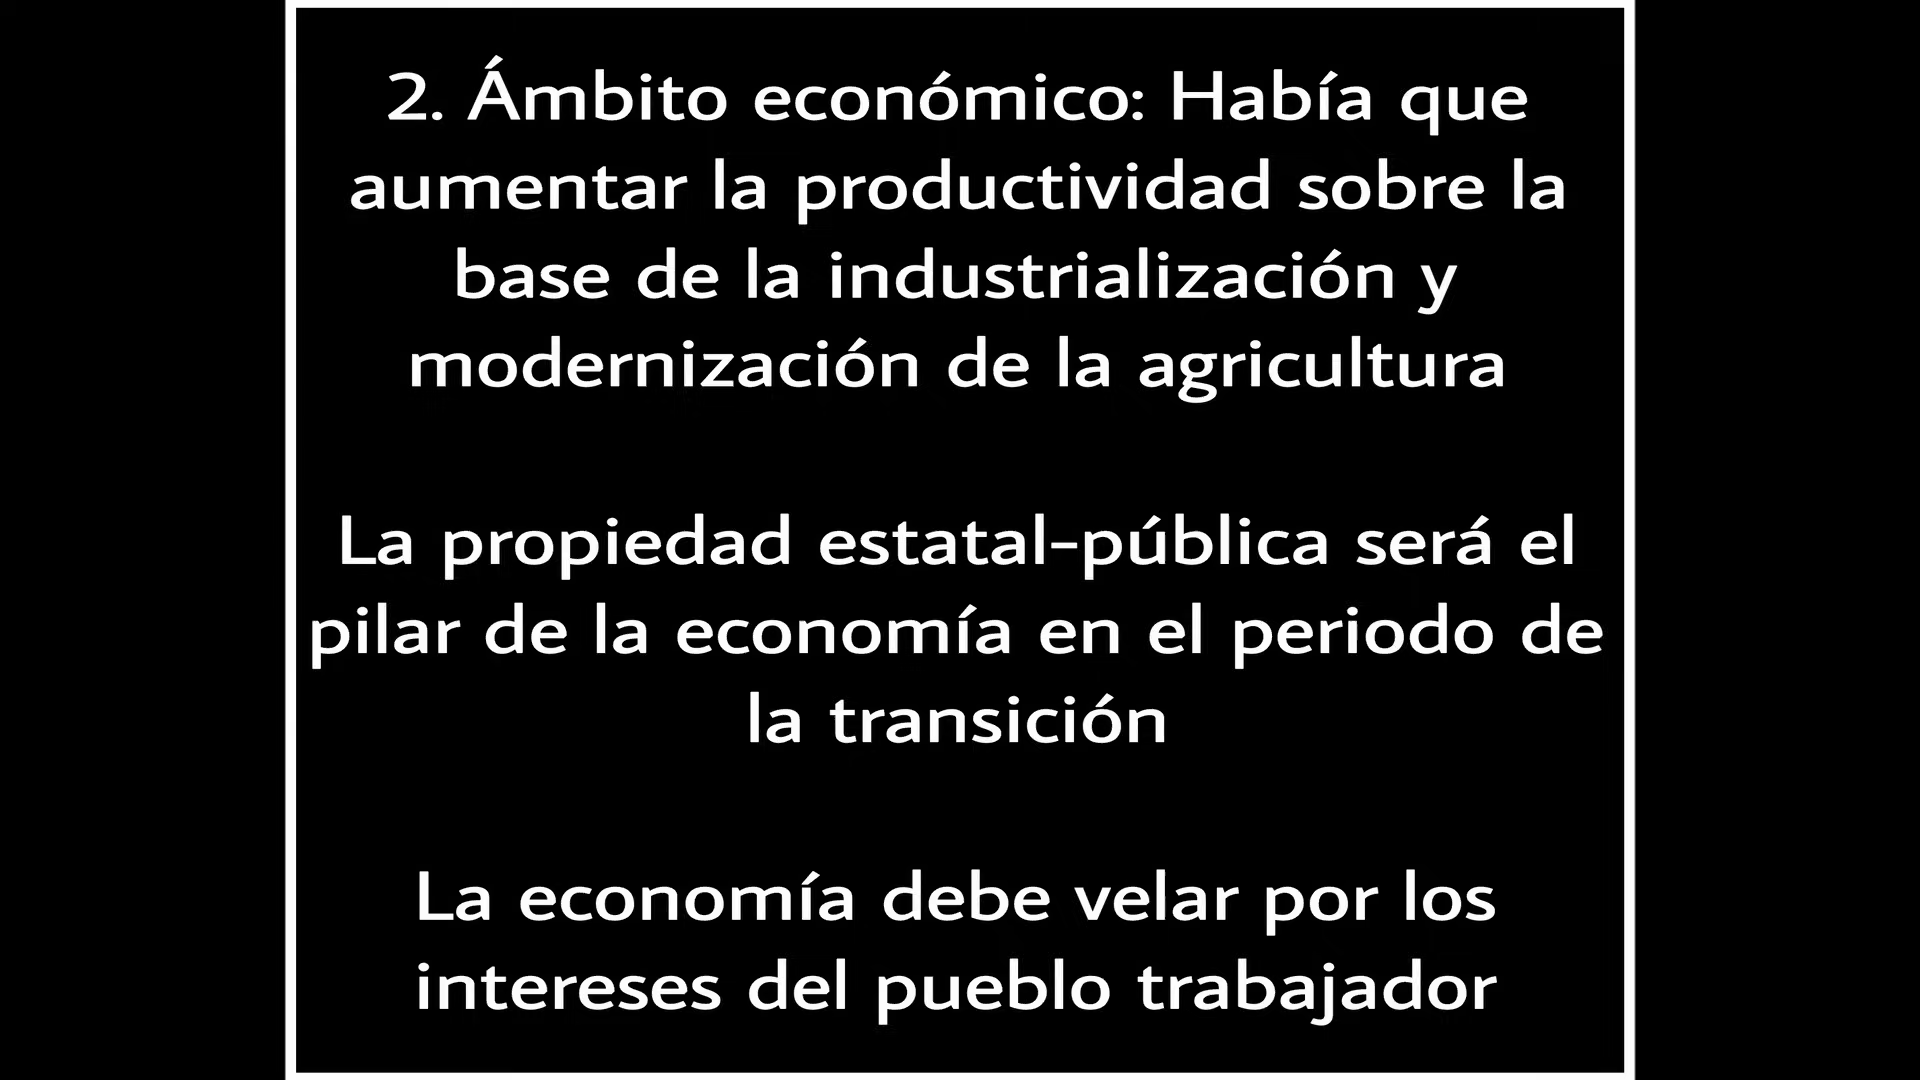 2. Ámbito económico: Había que
aumentar la productividad sobre la
base de la industrialización y
modernización de la agricultura
La propiedad estatal-pública será el
pilar de la economía en el periodo de
la transición
La economía debe velar por los
intereses del pueblo trabajador